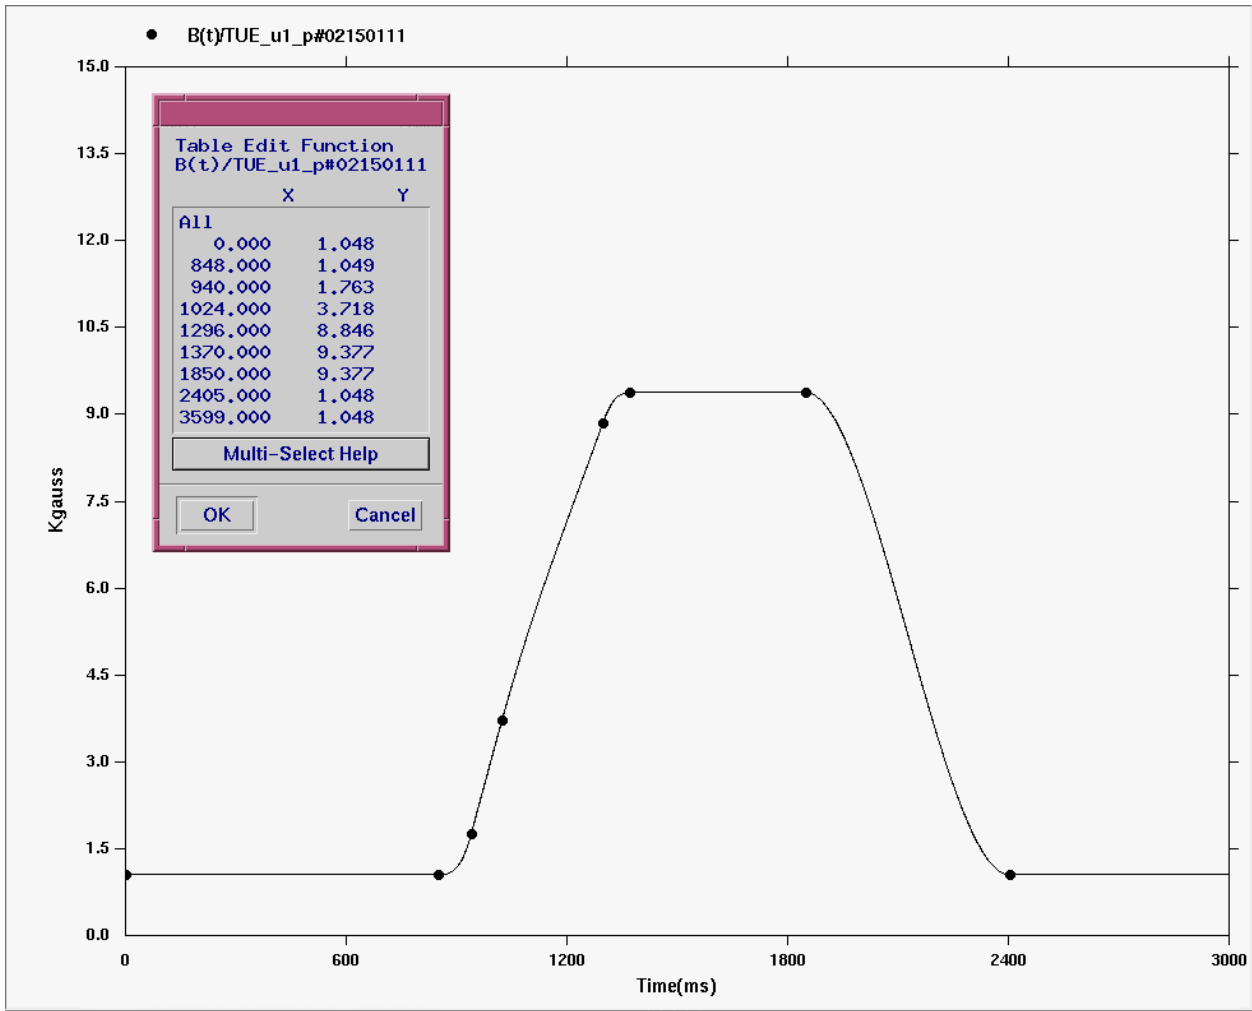 B(t)/TUE_u1_p#02150111
15.0
13.5
12.0
10.5
9.0
7.5
6.0
4.5
3.0
1.5
0.0
Kgauss
Table Edit Function
B(t)/TUE_u1_p#02150111
X Y
All
0.000 1.048
848.000 1.049
940.000 1.763
1024.000 3.718
1296.000 8.846
1370.000 9.377
1850.000 9.377
2405.000 1.048
3599.000 1.048
Multi-Select Help
OK Cancel
0 600 1200 1800 2400 3000
Time(ms)